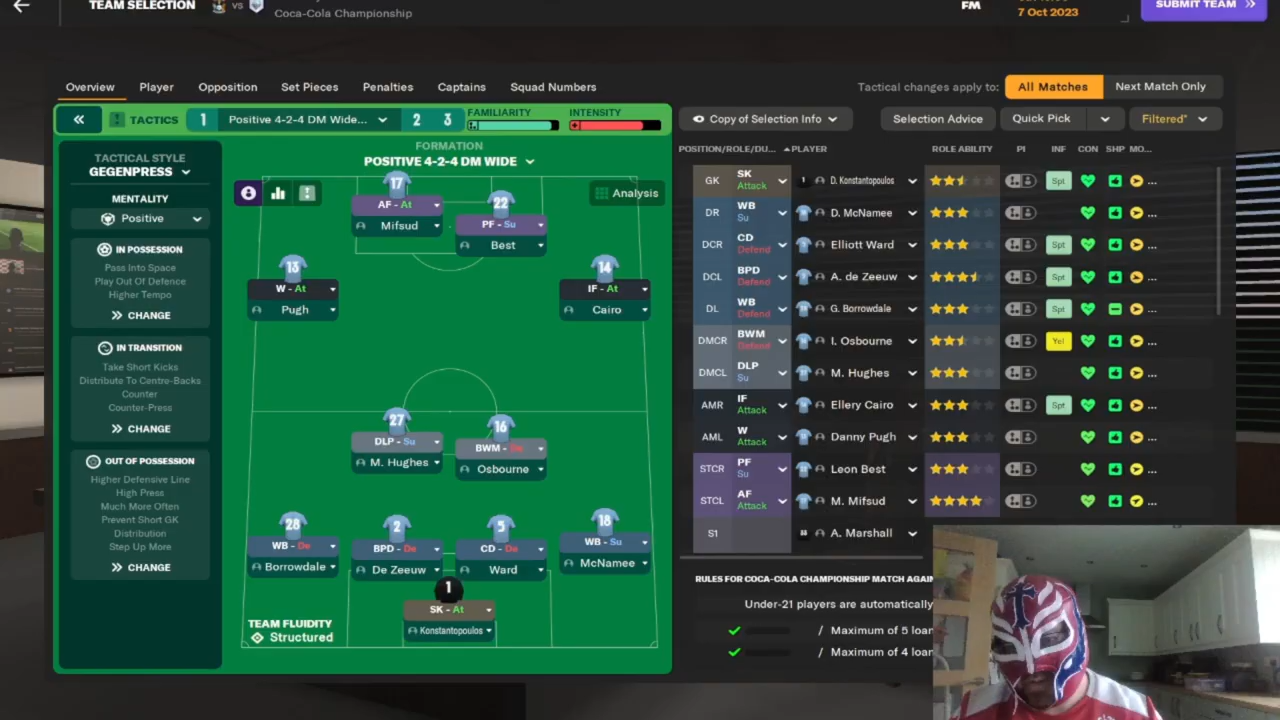 TEAM SELECTION
VS
Coca-Cola Championship
FM
7 Oct 2023
SUBMIT TEAM
Overview Player Opposition Set Pieces Penalties Captains Squad Numbers
Tactical changes apply to: All Matches Next Match Only
TACTICS 1 Positive 4-2-4 DM Wide... 2 3 FAMILIARITY INTENSITY
Copy of Selection Info Selection Advice Quick Pick Filtered*
TACTICAL STYLE
GEGENPRESS
MENTALITY
Positive
IN POSSESSION
Pass Into Space
Play Out Of Defence
Higher Tempo
CHANGE
IN TRANSITION
Take Short Kicks
Distribute To Centre-Backs
Counter
Counter-Press
CHANGE
OUT OF POSSESSION
Higher Defensive Line
High Press
Much More Often
Prevent Short GK
Distribution
Step Up More
CHANGE
FORMATION
POSITIVE 4-2-4 DM WIDE
Analysis
17
AF - At
Mifsud
22
PF - Su
Best
13
W - At
Pugh
14
IF - At
Cairo
27
DLP - Su
M. Hughes
16
BWM - De
Osbourne
28
WB - De
Borrowdale
2
BPD - De
De Zeeuw
5
CD - De
Ward
18
WB - Su
McNamee
1
SK - At
Konstantopoulos
TEAM FLUIDITY
Structured
POSITION/ROLE/DU... PLAYER ROLE ABILITY PI INF CON SHP MO...
GK SK Attack 1 D. Konstantopoulos Spt ...
DR WB Su D. McNamee ...
DCR CD Defend Elliott Ward Spt ...
DCL BPD Defend A. de Zeeuw Spt ...
DL WB Defend G. Borrowdale Spt ...
DMCR BWM Defend I. Osbourne Yel ...
DMCL DLP Su M. Hughes ...
AMR IF Attack Ellery Cairo Spt ...
AML W Attack Danny Pugh ...
STCR PF Su Leon Best ...
STCL AF Attack M. Mifsud ...
S1 A. Marshall
RULES FOR COCA-COLA CHAMPIONSHIP MATCH AGAIN
Under-21 players are automatically
/ Maximum of 5 loan
/ Maximum of 4 loan